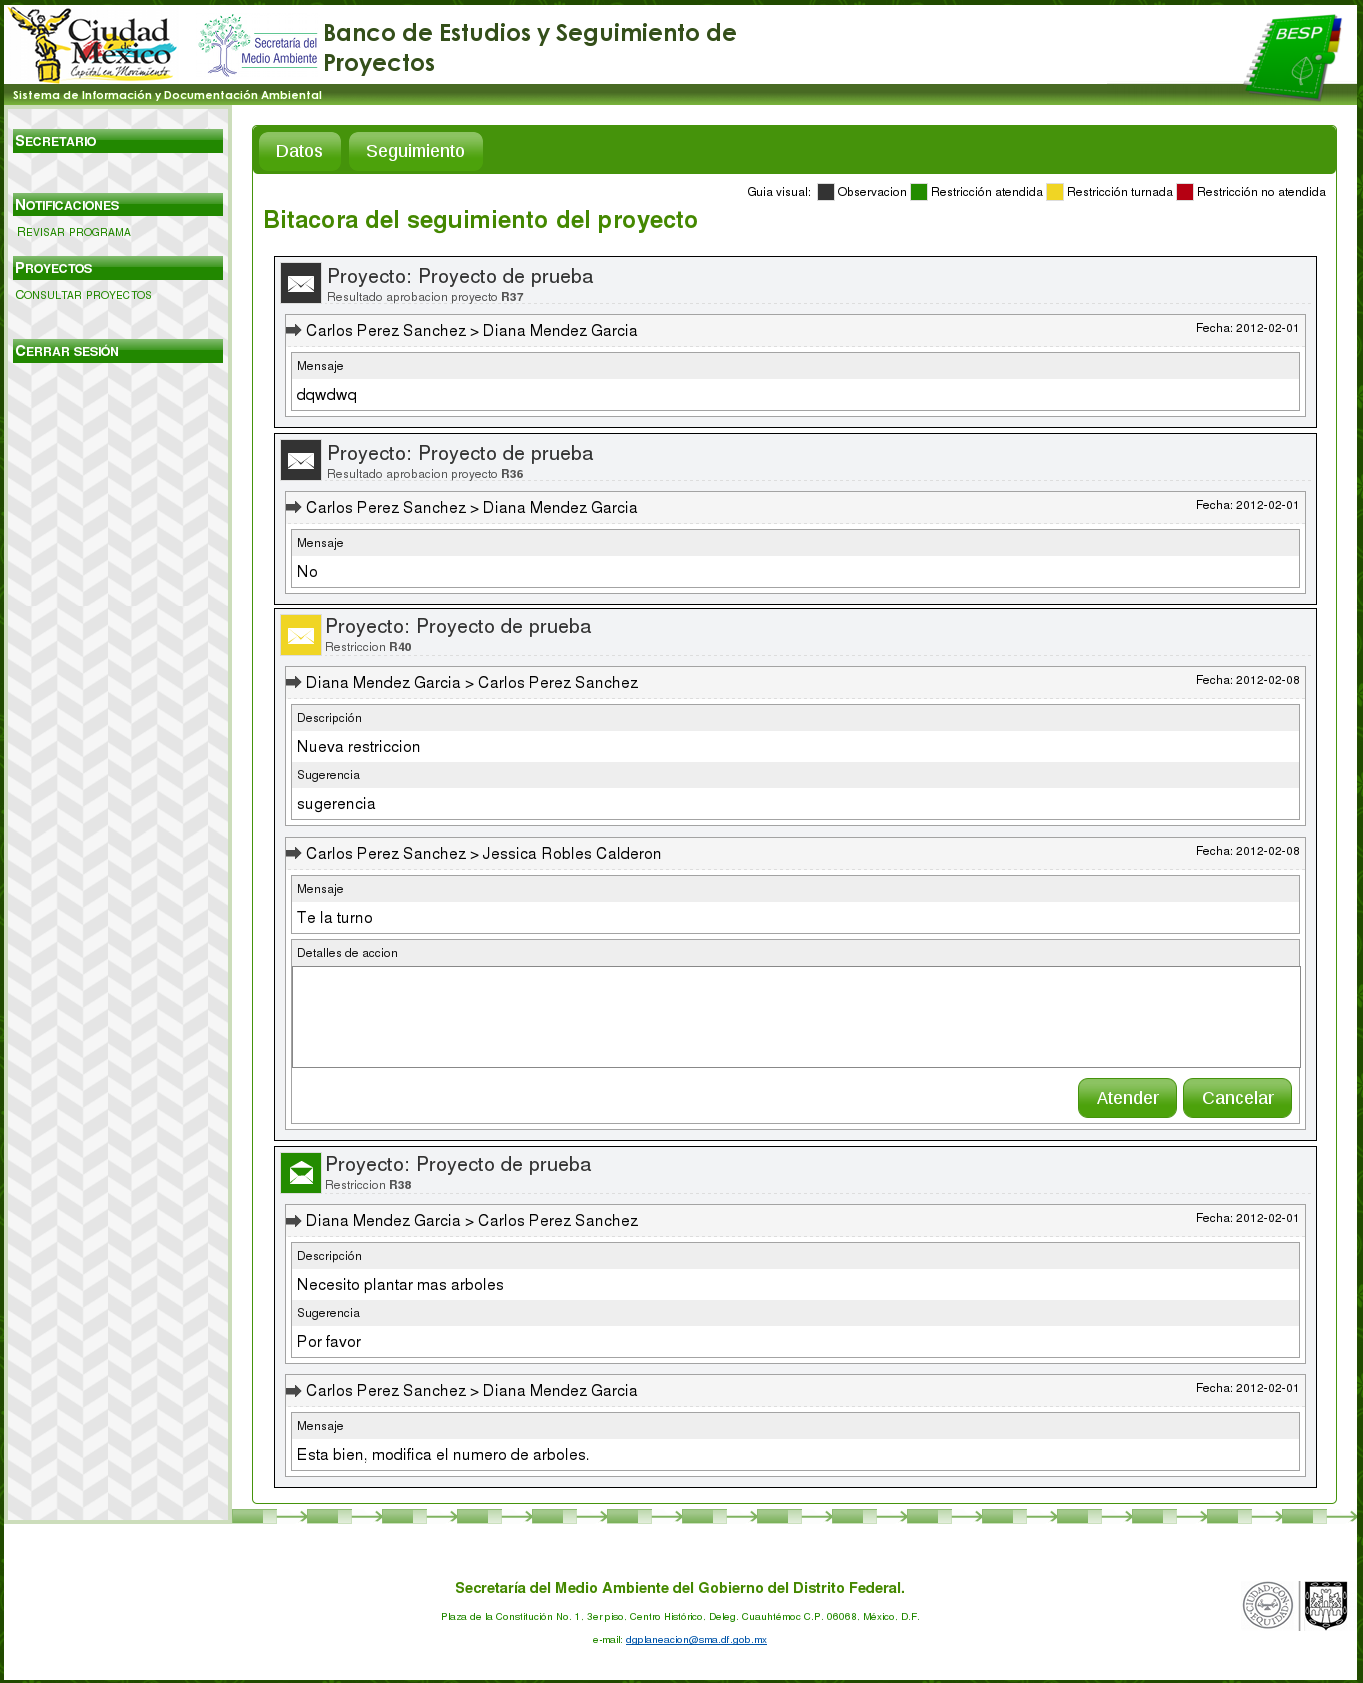 Ciudad
México
Capital en Movimiento
Secretaría del
Medio Ambiente
Banco de Estudios y Seguimiento de
Proyectos
BESP
Sistema de Información y Documentación Ambiental
SECRETARIO
NOTIFICACIONES
REVISAR PROGRAMA
PROYECTOS
CONSULTAR PROYECTOS
CERRAR SESIÓN
Datos Seguimiento
Guia visual: Observacion Restricción atendida Restricción turnada Restricción no atendida
Bitacora del seguimiento del proyecto
Proyecto: Proyecto de prueba
Resultado aprobacion proyecto R37
Carlos Perez Sanchez > Diana Mendez Garcia Fecha: 2012-02-01
Mensaje
dqwdwq
Proyecto: Proyecto de prueba
Resultado aprobacion proyecto R36
Carlos Perez Sanchez > Diana Mendez Garcia Fecha: 2012-02-01
Mensaje
No
Proyecto: Proyecto de prueba
Restriccion R40
Diana Mendez Garcia > Carlos Perez Sanchez Fecha: 2012-02-08
Descripción
Nueva restriccion
Sugerencia
sugerencia
Carlos Perez Sanchez > Jessica Robles Calderon Fecha: 2012-02-08
Mensaje
Te la turno
Detalles de accion
Atender Cancelar
Proyecto: Proyecto de prueba
Restriccion R38
Diana Mendez Garcia > Carlos Perez Sanchez Fecha: 2012-02-01
Descripción
Necesito plantar mas arboles
Sugerencia
Por favor
Carlos Perez Sanchez > Diana Mendez Garcia Fecha: 2012-02-01
Mensaje
Esta bien, modifica el numero de arboles.
Secretaría del Medio Ambiente del Gobierno del Distrito Federal.
Plaza de la Constitución No. 1. 3er piso. Centro Histórico. Deleg. Cuauhtémoc C.P. 06068. México. D.F.
e-mail: dgplaneacion@sma.df.gob.mx
CIUDAD CON
EQUIDAD